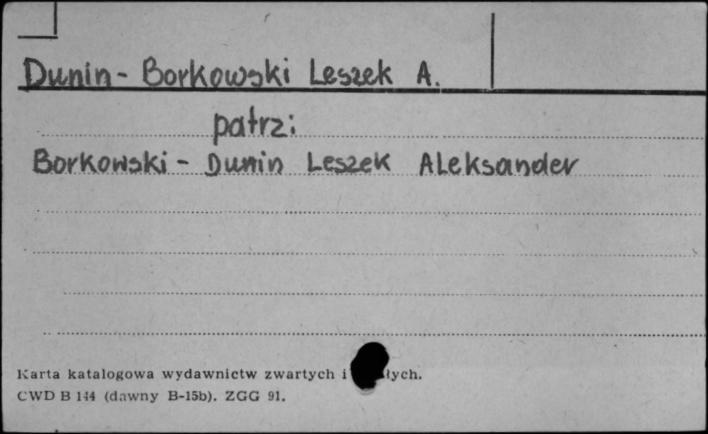 Dunin-Borkowski Leszek A.
patrz:
Borkowski-Dunin Leszek Aleksander
Karta katalogowa wydawnictw zwartych i
CWD B 144 (dawny B-15b). ZGG 91.